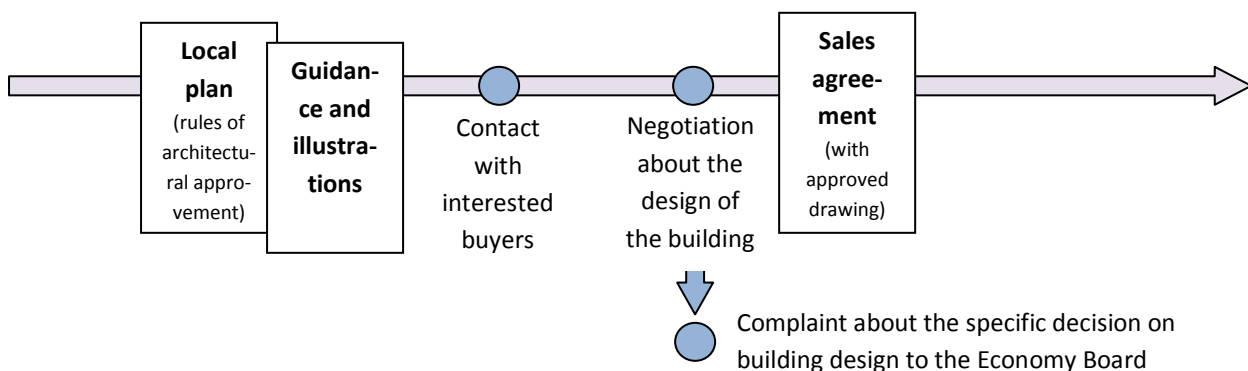 Local
plan
(rules of
architectu-
ral appro-
vement)
Guidan-
ce and
illustra-
tions
Contact
with
interested
buyers
Negotiation
about the
design of
the building
Sales
agree-
ment
(with
approved
drawing)
Complaint about the specific decision on
building design to the Economy Board